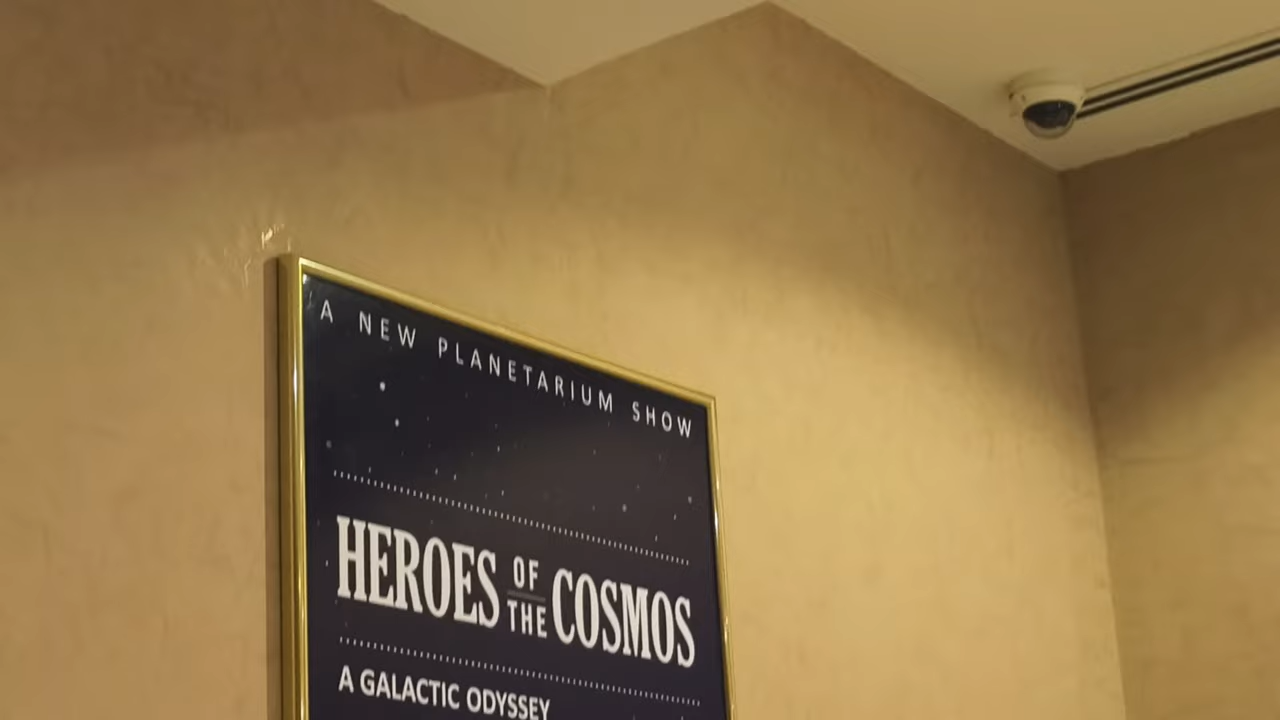 A NEW PLANETARIUM SHOW
HEROES OF THE COSMOS
A GALACTIC ODYSSEY